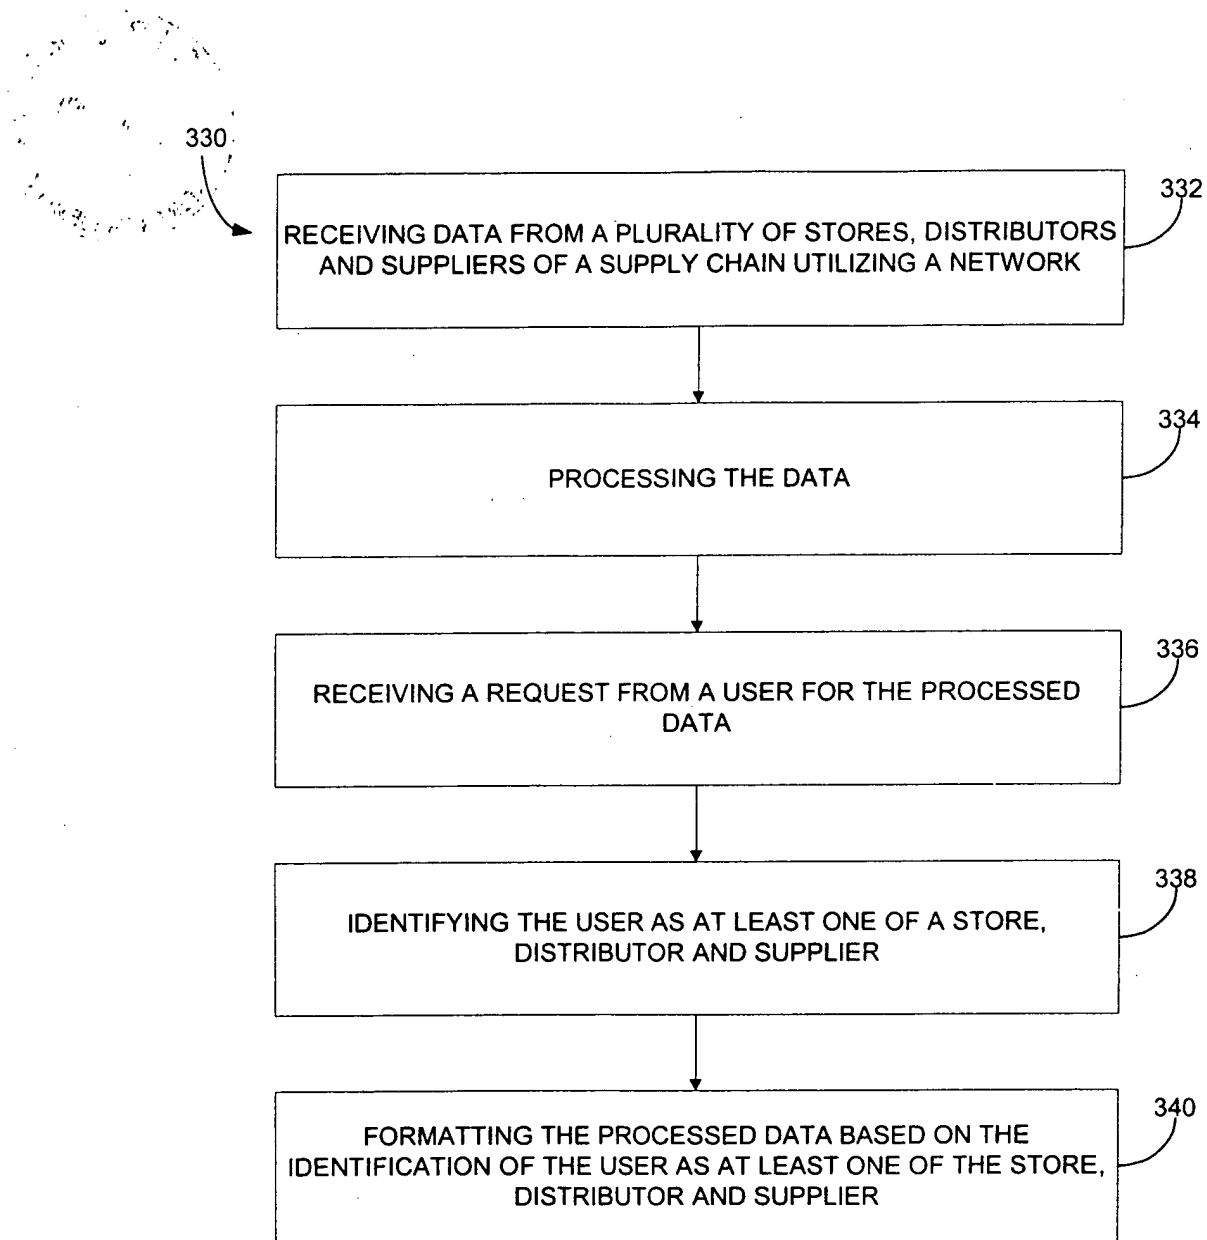 330
332
RECEIVING DATA FROM A PLURALITY OF STORES, DISTRIBUTORS
AND SUPPLIERS OF A SUPPLY CHAIN UTILIZING A NETWORK
334
PROCESSING THE DATA
336
RECEIVING A REQUEST FROM A USER FOR THE PROCESSED
DATA
338
IDENTIFYING THE USER AS AT LEAST ONE OF A STORE,
DISTRIBUTOR AND SUPPLIER
340
FORMATTING THE PROCESSED DATA BASED ON THE
IDENTIFICATION OF THE USER AS AT LEAST ONE OF THE STORE,
DISTRIBUTOR AND SUPPLIER